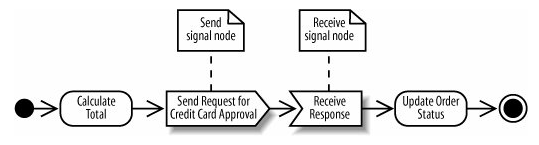 Send
signal node
Receive
signal node
Calculate
Total
Send Request for
Credit Card Approval
Receive
Response
Update Order
Status